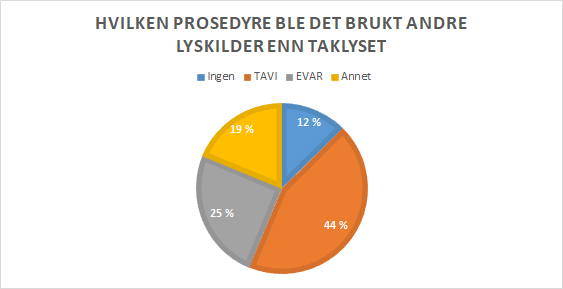 HVILKEN PROSEDYRE BLE DET BRUKT ANDRE
LYSKILDER ENN TAKLYSET
Ingen TAVI EVAR Annet
12 %
19 %
25 %
44 %